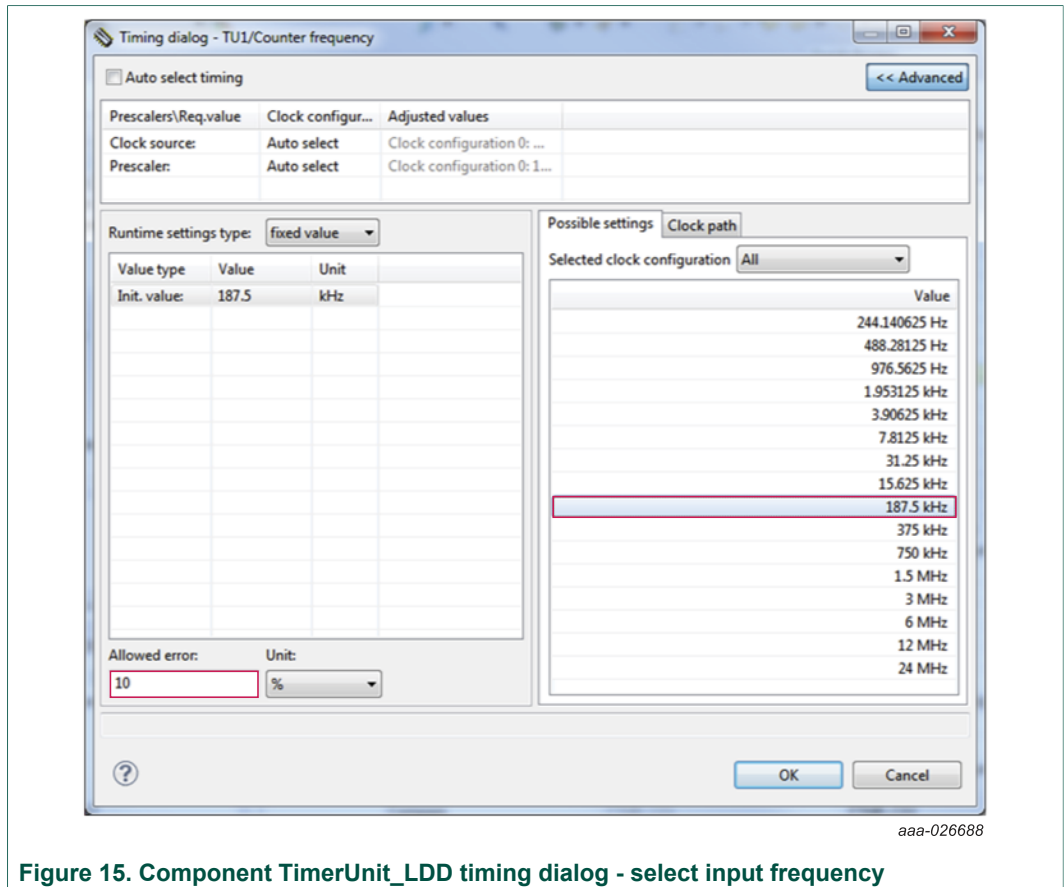 Timing dialog - TU1/Counter frequency
Auto select timing
<< Advanced
Prescalers\Req.value Clock configur... Adjusted values
Clock source: Auto select Clock configuration 0: ...
Prescaler: Auto select Clock configuration 0: 1...
Runtime settings type: fixed value
Value type Value Unit
Init. value: 187.5 kHz
Allowed error: Unit:
10 %
Possible settings Clock path
Selected clock configuration All
Value
244.140625 Hz
488.28125 Hz
976.5625 Hz
1.953125 kHz
3.90625 kHz
7.8125 kHz
31.25 kHz
15.625 kHz
187.5 kHz
375 kHz
750 kHz
1.5 MHz
3 MHz
6 MHz
12 MHz
24 MHz
?
OK Cancel
aaa-026688
Figure 15. Component TimerUnit_LDD timing dialog - select input frequency